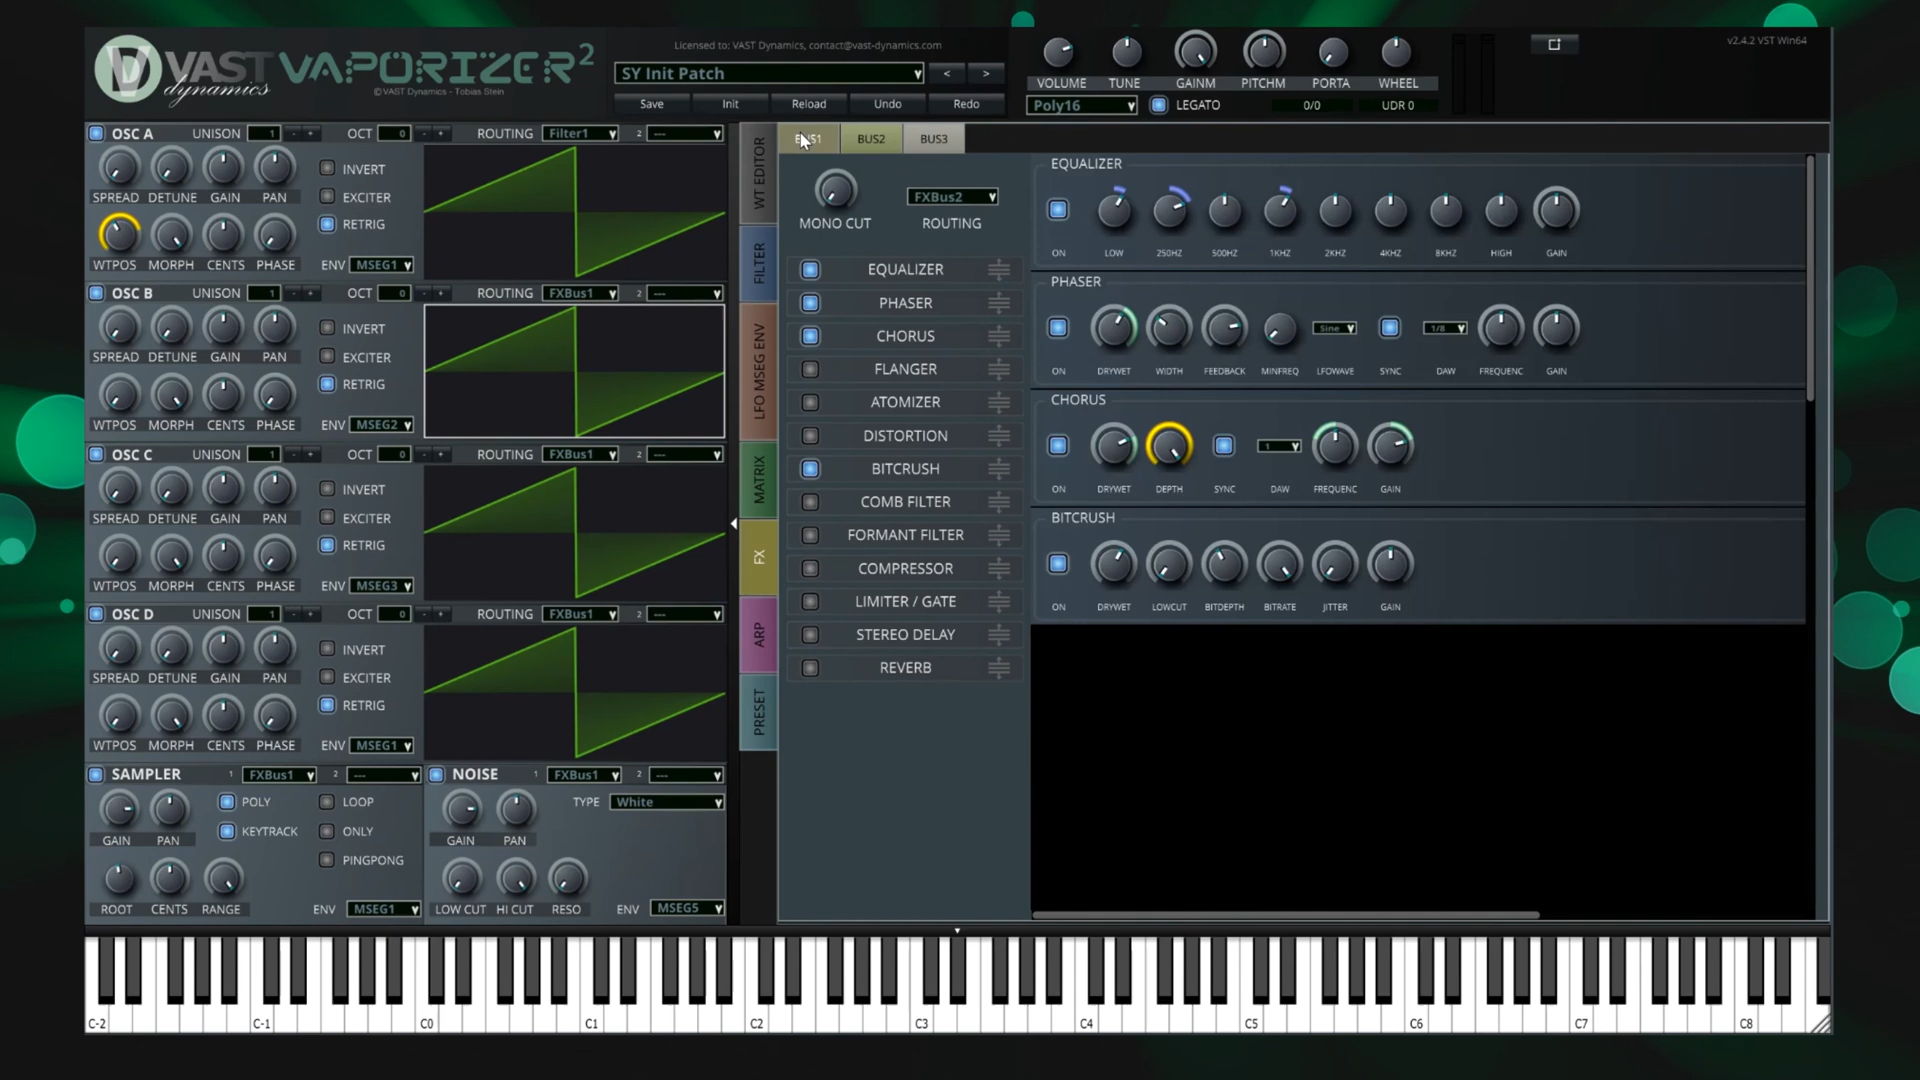 VAST dynamics VAPORIZER2
©VAST Dynamics - Tobias Stein
Licensed to: VAST Dynamics, contact@vast-dynamics.com
SY Init Patch < >
Save Init Reload Undo Redo
VOLUME TUNE GAINM PITCHM PORTA WHEEL
Poly16 LEGATO 0/0 UDR 0
v2.4.2 VST Win64
OSC A UNISON 1 - + OCT 0 - + ROUTING Filter1 2 ---
SPREAD DETUNE GAIN PAN
INVERT
EXCITER
RETRIG
WTPOS MORPH CENTS PHASE ENV MSEG1
OSC B UNISON 1 - + OCT 0 - + ROUTING FXBus1 2 ---
SPREAD DETUNE GAIN PAN
INVERT
EXCITER
RETRIG
WTPOS MORPH CENTS PHASE ENV MSEG2
OSC C UNISON 1 - + OCT 0 - + ROUTING FXBus1 2 ---
SPREAD DETUNE GAIN PAN
INVERT
EXCITER
RETRIG
WTPOS MORPH CENTS PHASE ENV MSEG3
OSC D UNISON 1 - + OCT 0 - + ROUTING FXBus1 2 ---
SPREAD DETUNE GAIN PAN
INVERT
EXCITER
RETRIG
WTPOS MORPH CENTS PHASE ENV MSEG1
SAMPLER 1 FXBus1 2 ---
GAIN PAN
POLY
KEYTRACK
LOOP
ONLY
PINGPONG
ROOT CENTS RANGE ENV MSEG1
NOISE 1 FXBus1 2 ---
TYPE White
GAIN PAN
LOW CUT HI CUT RESO ENV MSEG5
WT EDITOR
FILTER
LFO MSEG ENV
MATRIX
FX
ARP
PRESET
BUS2 BUS3
MONO CUT
FXBus2
ROUTING
EQUALIZER
PHASER
CHORUS
FLANGER
ATOMIZER
DISTORTION
BITCRUSH
COMB FILTER
FORMANT FILTER
COMPRESSOR
LIMITER / GATE
STEREO DELAY
REVERB
EQUALIZER
ON LOW 250HZ 500HZ 1KHZ 2KHZ 4KHZ 8KHZ HIGH GAIN
PHASER
Sine 1/8
ON DRYWET WIDTH FEEDBACK MINFREQ LFOWAVE SYNC DAW FREQUENC GAIN
CHORUS
1
ON DRYWET DEPTH SYNC DAW FREQUENC GAIN
BITCRUSH
ON DRYWET LOWCUT BITDEPTH BITRATE JITTER GAIN
C-2 C-1 C0 C1 C2 C3 C4 C5 C6 C7 C8